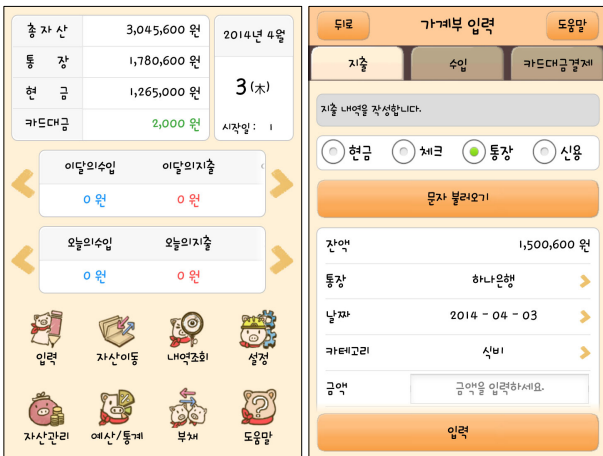 총 자 산 3,045,600 원
2014년 4월
통 장 1,780,600 원
현 금 1,265,000 원
3 (木)
카드대금 2,000 원
시작일 : 1
이달의수입 이달의지출
0 원 0 원
오늘의수입 오늘의지출
0 원 0 원
입력 자산이동 내역조회 설정
자산관리 예산/통계 부채 도움말
뒤로 가계부 입력 도움말
지출 수입 카드대금결제
지출 내역을 작성합니다.
현금 체크 통장 신용
문자 불러오기
잔액 1,500,600 원
통장 하나은행
날짜 2014 - 04 - 03
카테고리 식비
금액 금액을 입력하세요.
입력